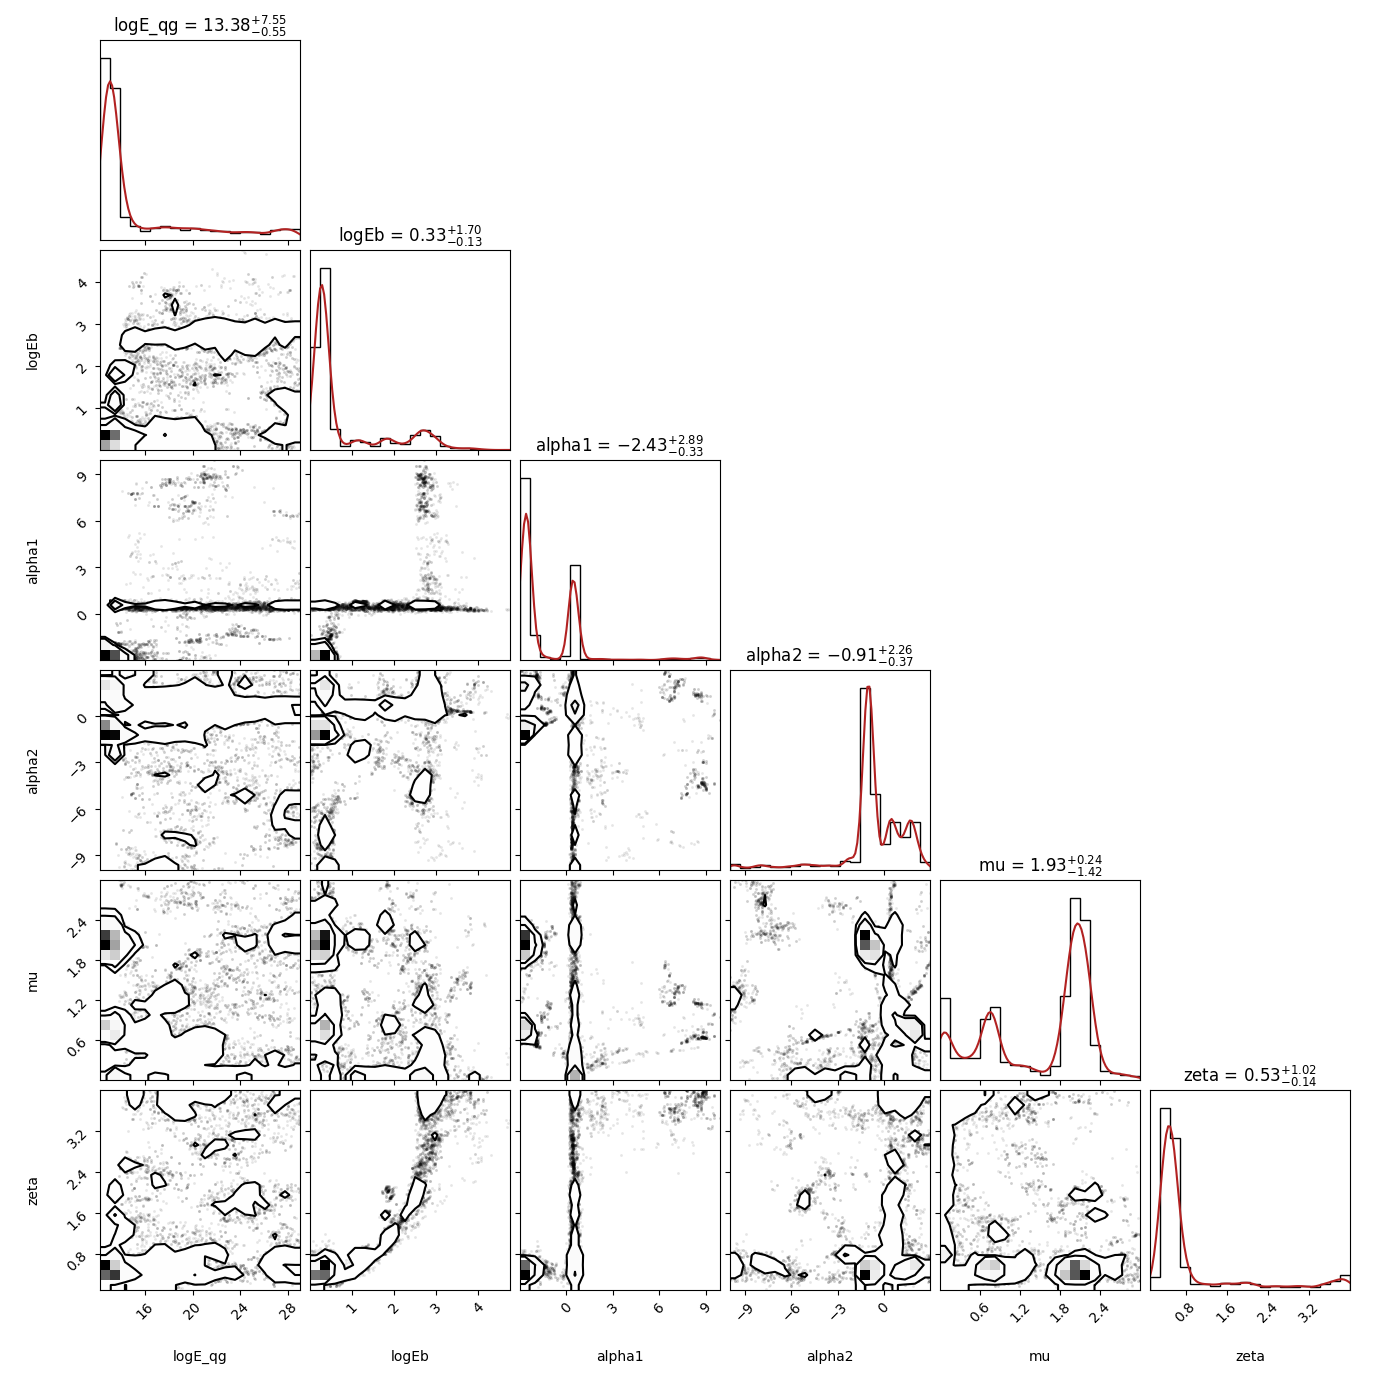 logE_qg = 13.38+7.55−0.55
logEb = 0.33+1.70−0.13
alpha1 = −2.43+2.89−0.33
alpha2 = −0.91+2.26−0.37
mu = 1.93+0.24−1.42
zeta = 0.53+1.02−0.14
logEb
4
3
2
1
alpha1
9
6
3
0
alpha2
0
−3
−6
−9
mu
2.4
1.8
1.2
0.6
zeta
3.2
2.4
1.6
0.8
16 20 24 28
1 2 3 4
0 3 6 9
−9 −6 −3 0
0.6 1.2 1.8 2.4
0.8 1.6 2.4 3.2
logE_qg logEb alpha1 alpha2 mu zeta